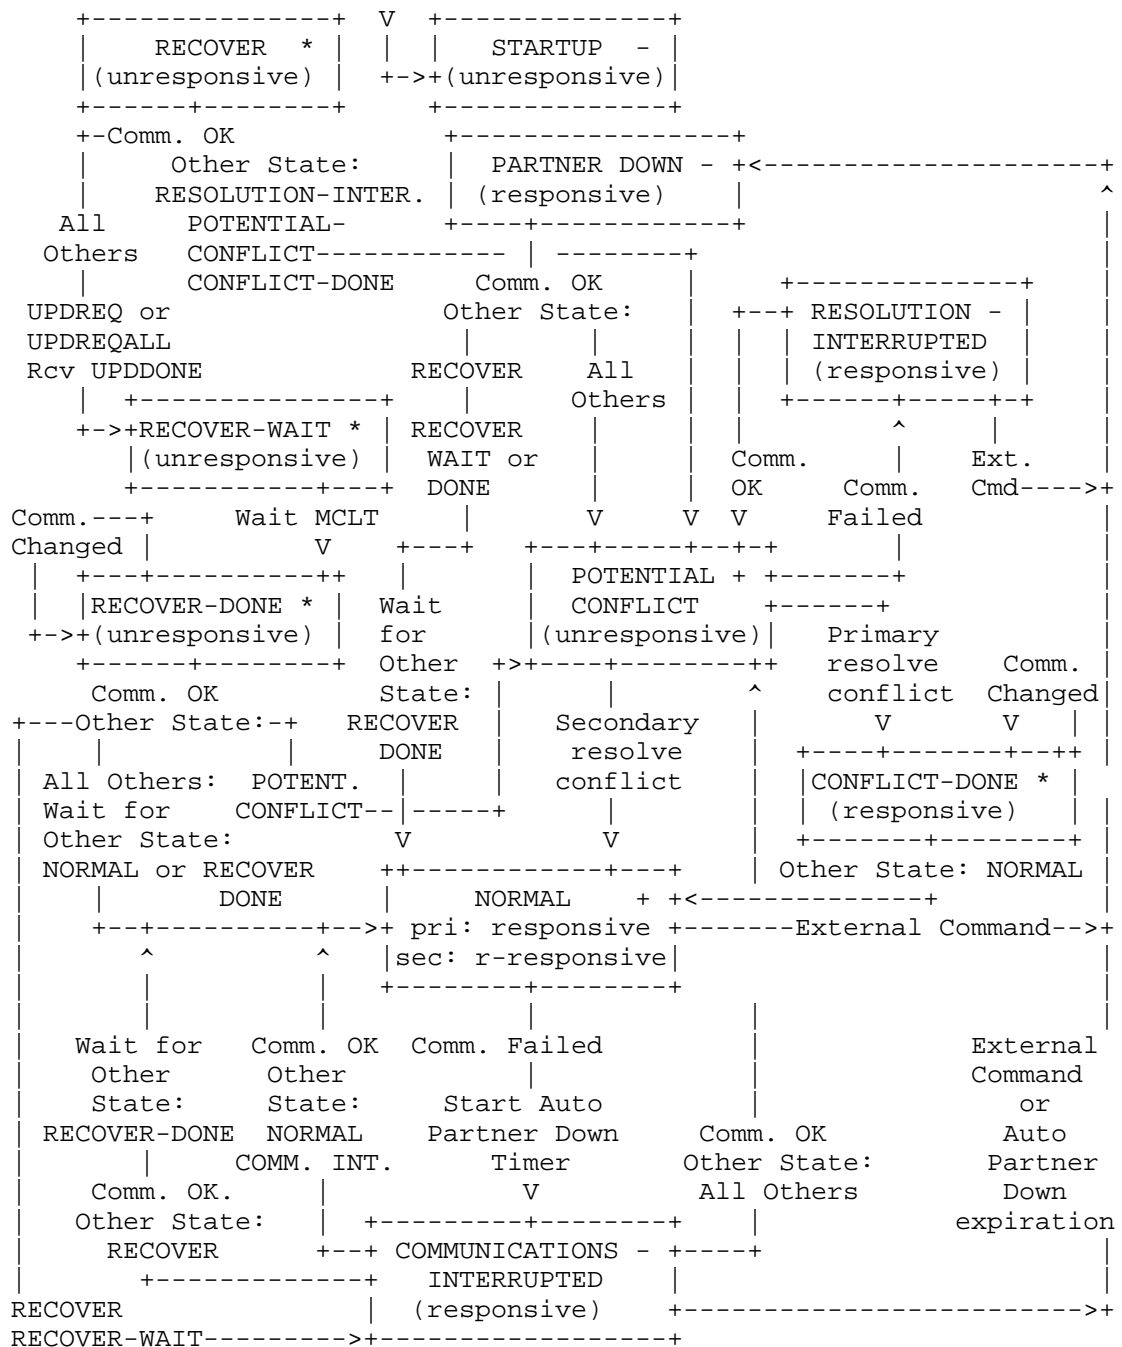 +---------------+  V  +--------------+
    |    RECOVER  * |  |  |   STARTUP  - |
    |(unresponsive) |  +->+(unresponsive)|
    +------+--------+     +--------------+
    +-Comm. OK             +-----------------+
    |     Other State:     |  PARTNER DOWN - +<---------------------+
    |    RESOLUTION-INTER. | (responsive)    |                      ^
   All     POTENTIAL-      +----+------------+                      |
  Others   CONFLICT------------ | --------+                         |
    |      CONFLICT-DONE     Comm. OK     |     +--------------+    |
 UPDREQ or                 Other State:   |  +--+ RESOLUTION - |    |
 UPDREQALL                  |       |     |  |  | INTERRUPTED  |    |
 Rcv UPDDONE             RECOVER    All   |  |  | (responsive) |    |
    |  +---------------+    |      Others |  |  +------+-----+-+    |
    +->+RECOVER-WAIT * | RECOVER    |     |  |         ^     |      |
       |(unresponsive) |  WAIT or   |     | Comm.     |    Ext.     |
       +-----------+---+  DONE      |     |  OK     Comm.  Cmd---->+
Comm.---+     Wait MCLT     |       V     V  V     Failed           |
Changed |          V    +---+   +---+-----+--+-+       |            |
 |  +---+----------++   |       |  POTENTIAL + +-------+            |
 |  |RECOVER-DONE * |  Wait     |  CONFLICT    +------+             |
 +->+(unresponsive) |  for      |(unresponsive)|   Primary          |
    +------+--------+  Other  +>+----+--------++   resolve    Comm. |
     Comm. OK          State: |      |        ^    conflict  Changed|
+---Other State:-+   RECOVER  |   Secondary   |       V       V  | |
|    |           |     DONE   |    resolve    |  +----+-------+--++ |
| All Others:  POTENT.  |     |   conflict    |  |CONFLICT-DONE * | |
| Wait for    CONFLICT--|-----+      |        |  | (responsive)   | |
| Other State:          V            V        |  +-------+--------+ |
| NORMAL or RECOVER    ++------------+---+    | Other State: NORMAL |
|    |       DONE      |     NORMAL    + +<--------------+          |
|    +--+----------+-->+ pri: responsive +-------External Command-->+
|       ^          ^   |sec: r-responsive|                          |
|       |          |   +--------+--------+                          |
|       |          |            |             |                     |
|   Wait for   Comm. OK  Comm. Failed         |            External
|    Other      Other           |             |            Command
|    State:     State:     Start Auto         |               or
| RECOVER-DONE  NORMAL    Partner Down     Comm. OK          Auto
|       |     COMM. INT.      Timer       Other State:      Partner
|    Comm. OK.     |            V          All Others        Down
|   Other State:   |  +---------+--------+    |           expiration
|     RECOVER      +--+ COMMUNICATIONS - +----+                     |
|       +-------------+   INTERRUPTED    |                          |
RECOVER               |  (responsive)    +------------------------->+
RECOVER-WAIT--------->+------------------+